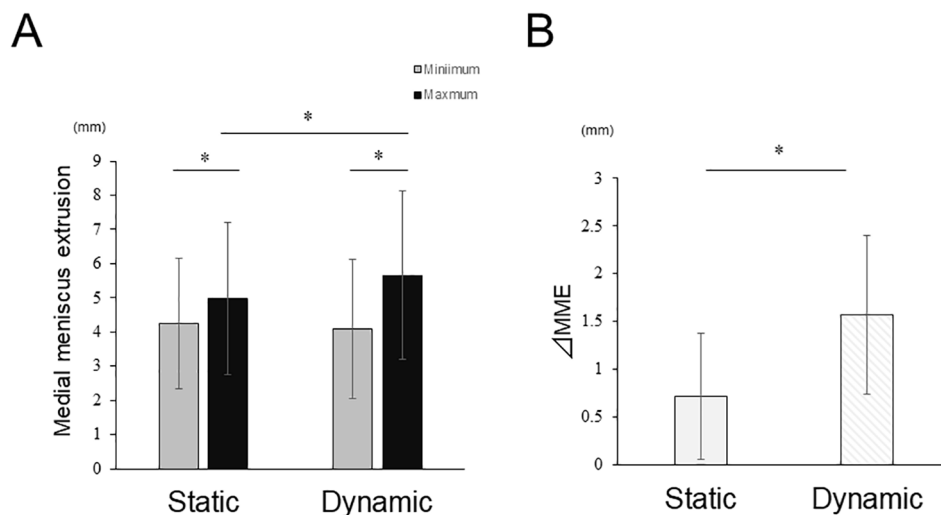 A
Miniimum
Maxmum
(mm)
*
*
*
Medial meniscus extrusion
9
8
7
6
5
4
3
2
1
0
Static
Dynamic
B
(mm)
*
⊿MME
3
2.5
2
1.5
1
0.5
0
Static
Dynamic